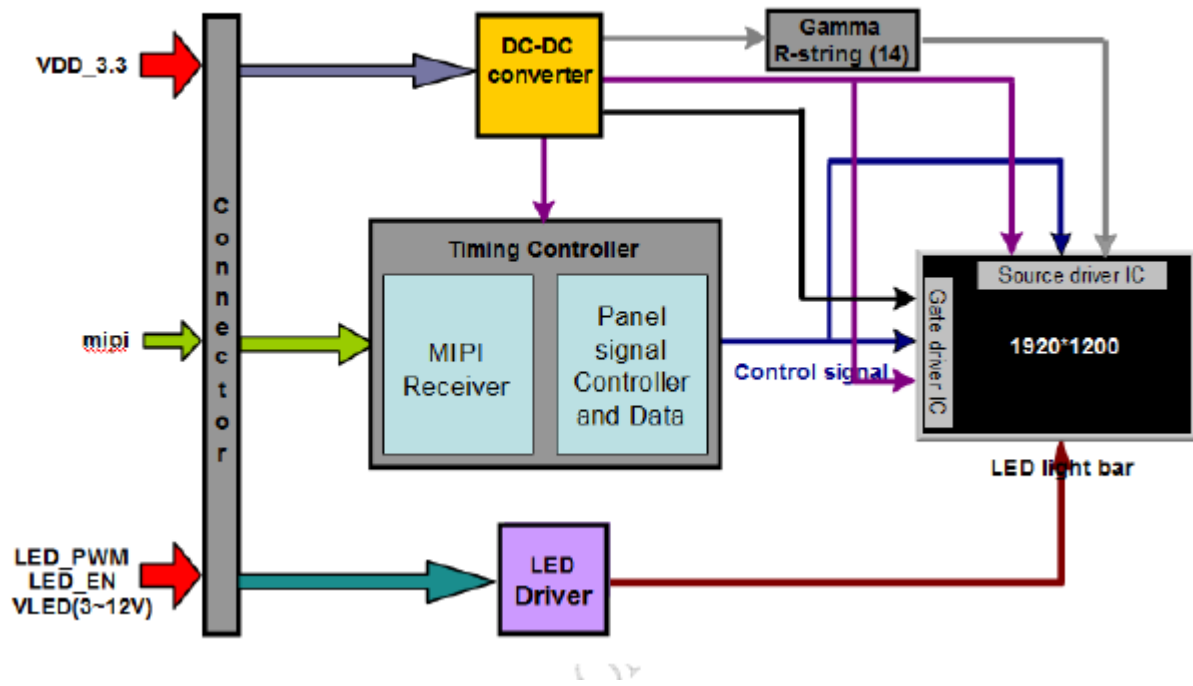 VDD_3.3
DC-DC
converter
Gamma
R-string (14)
Connector
Timing Controller
MIPI
Receiver
Panel
signal
Controller
and Data
mipi
Control signal
Source driver IC
Gate driver IC
1920*1200
LED light bar
LED_PWM
LED_EN
VLED(3~12V)
LED
Driver